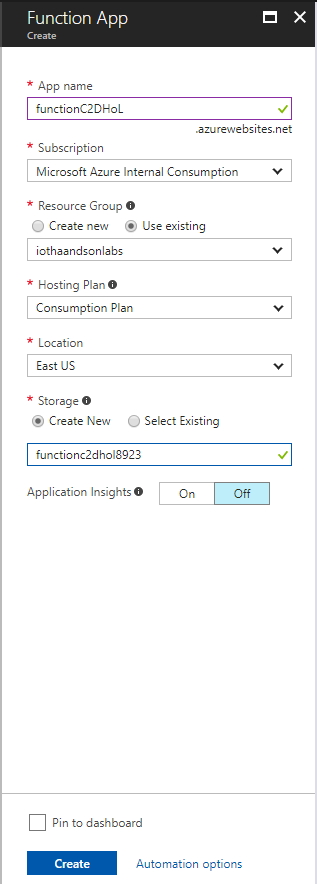 Function App
Create
* App name
functionC2DHoL
.azurewebsites.net
* Subscription
Microsoft Azure Internal Consumption
* Resource Group
Create new Use existing
iothaandsonlabs
* Hosting Plan
Consumption Plan
* Location
East US
* Storage
Create New Select Existing
functionc2dhol8923
Application Insights On Off
Pin to dashboard
Create Automation options